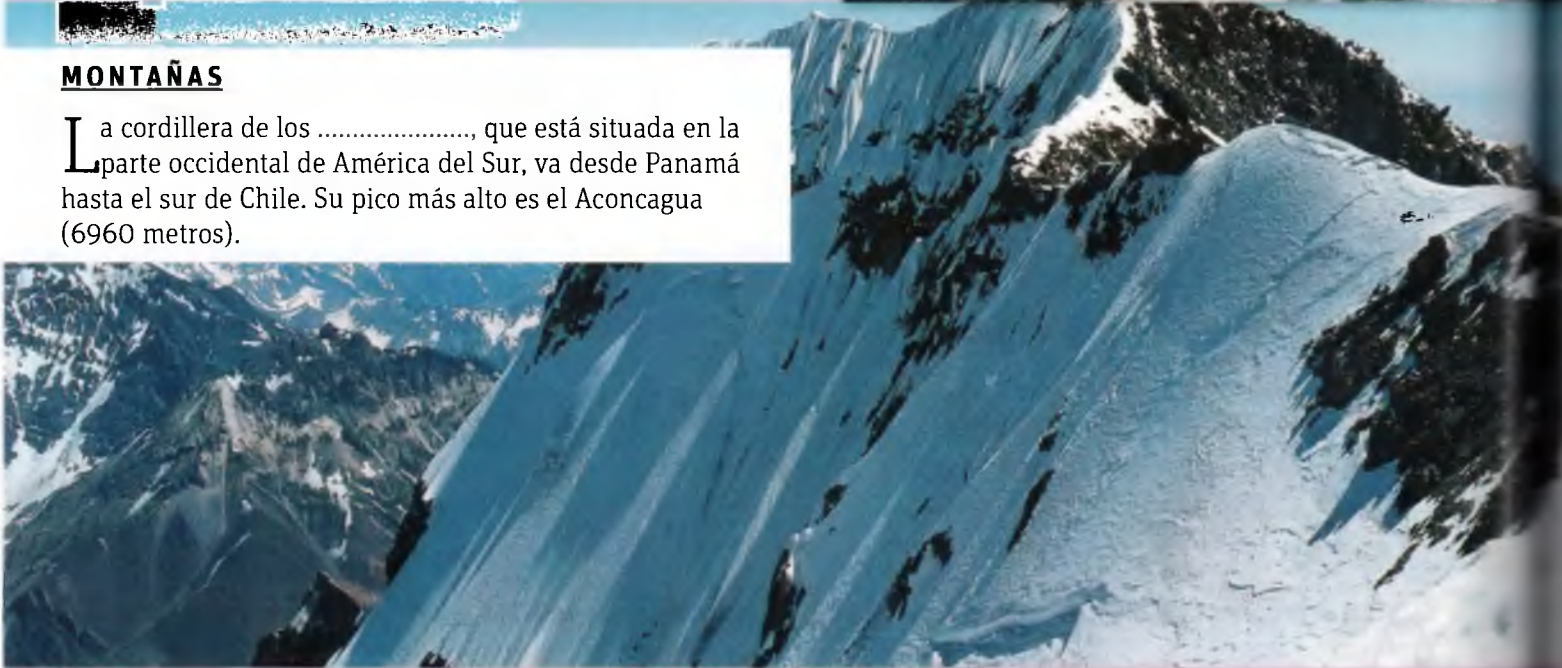 MONTAÑAS
La cordillera de los ......................, que está situada en la
parte occidental de América del Sur, va desde Panamá
hasta el sur de Chile. Su pico más alto es el Aconcagua
(6960 metros).